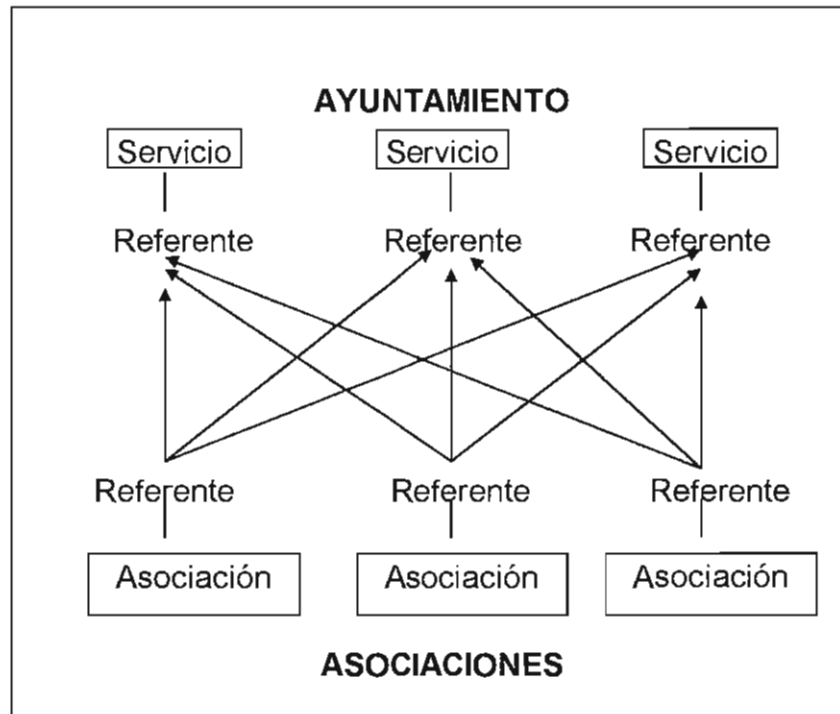 AYUNTAMIENTO
Servicio Servicio Servicio
Referente Referente Referente
Referente Referente Referente
Asociación Asociación Asociación
ASOCIACIONES